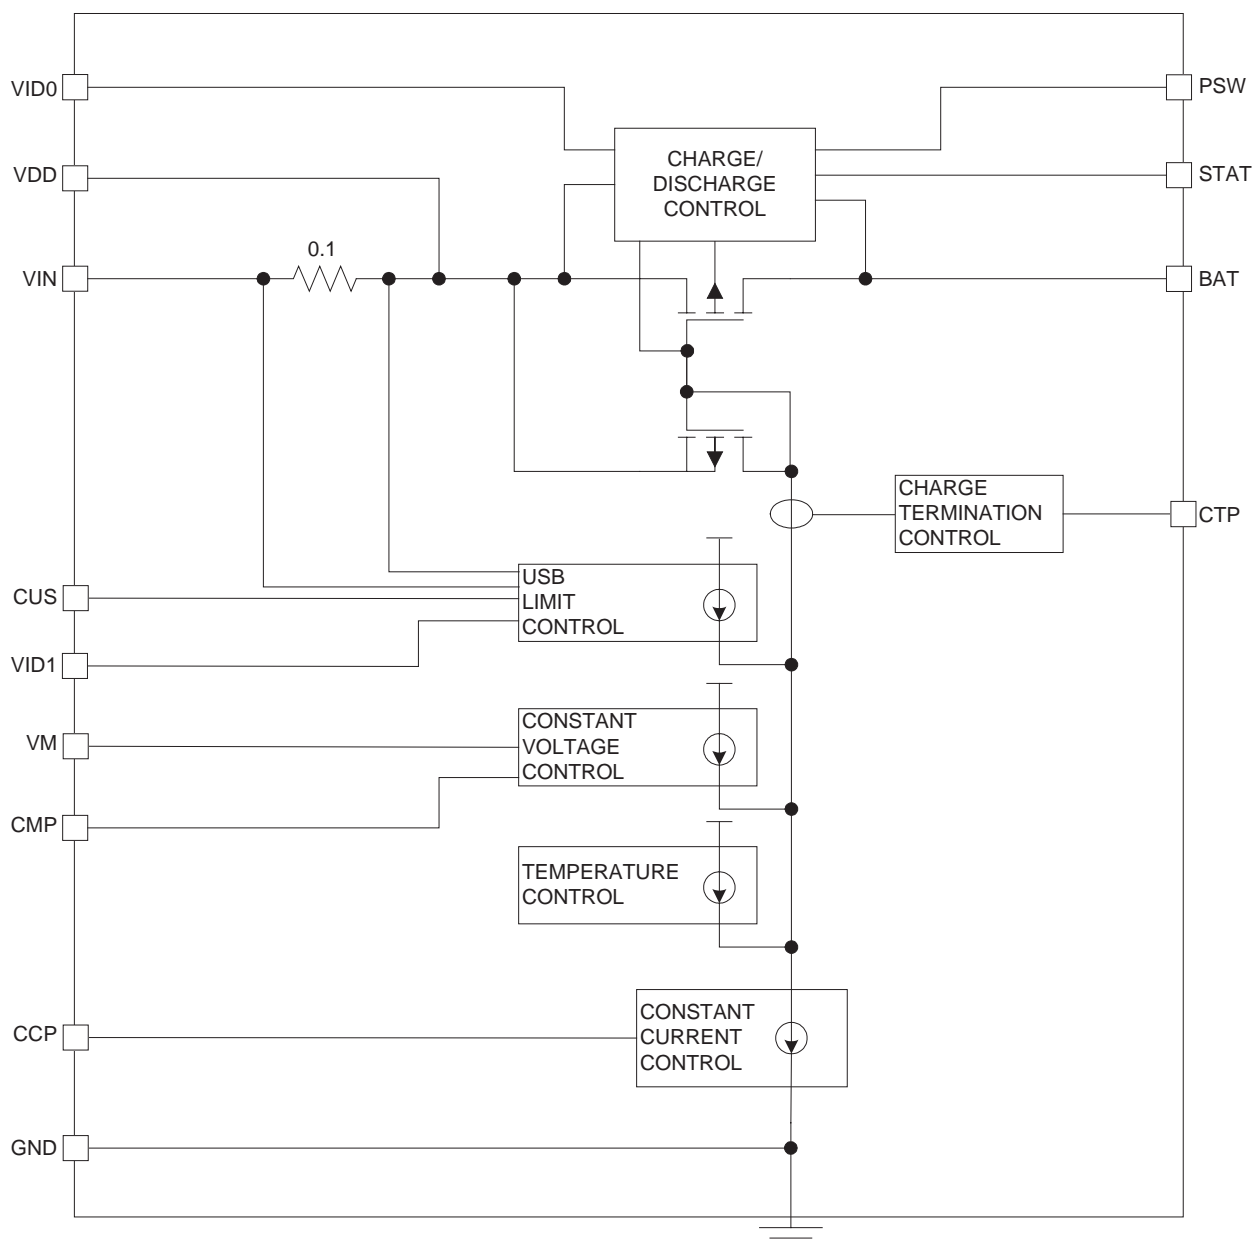 VID0
PSW
CHARGE/
DISCHARGE
CONTROL
VDD
STAT
VIN
0.1
BAT
CHARGE
TERMINATION
CONTROL
CTP
CUS
USB
LIMIT
CONTROL
VID1
VM
CONSTANT
VOLTAGE
CONTROL
CMP
TEMPERATURE
CONTROL
CCP
CONSTANT
CURRENT
CONTROL
GND